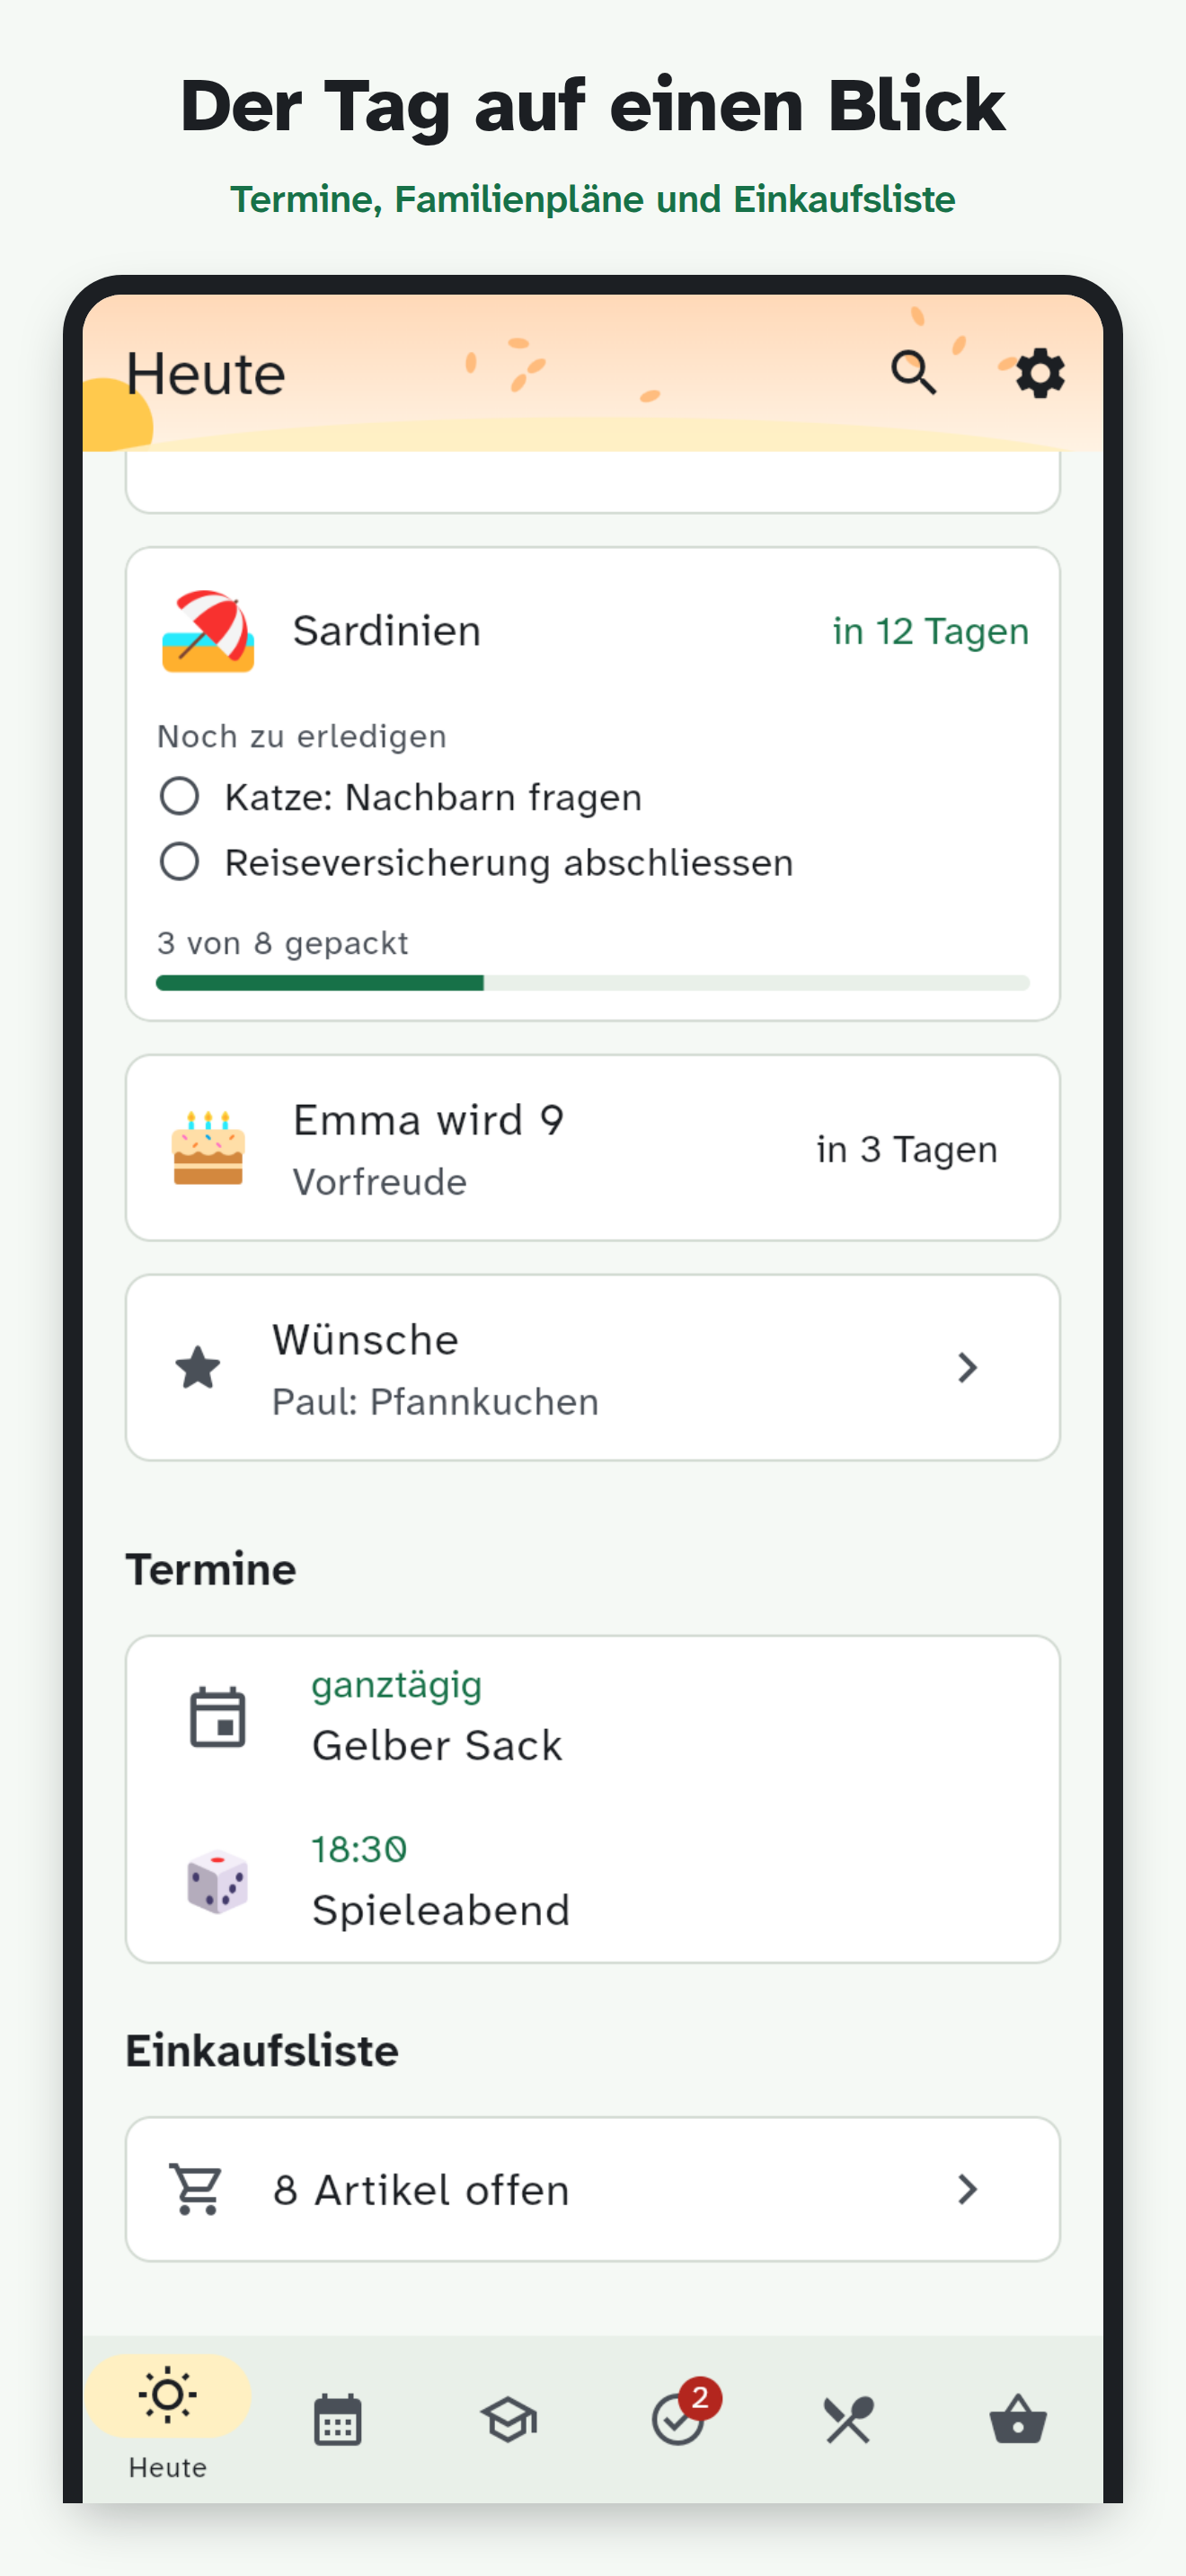 Der Tag auf einen Blick
Termine, Familienpläne und Einkaufsliste
Heute
Sardinien
in 12 Tagen
Noch zu erledigen
Katze: Nachbarn fragen
Reiseversicherung abschliessen
3 von 8 gepackt
Emma wird 9
Vorfreude
in 3 Tagen
Wünsche
Paul: Pfannkuchen
Termine
ganztägig
Gelber Sack
18:30
Spieleabend
Einkaufsliste
8 Artikel offen
2
Heute